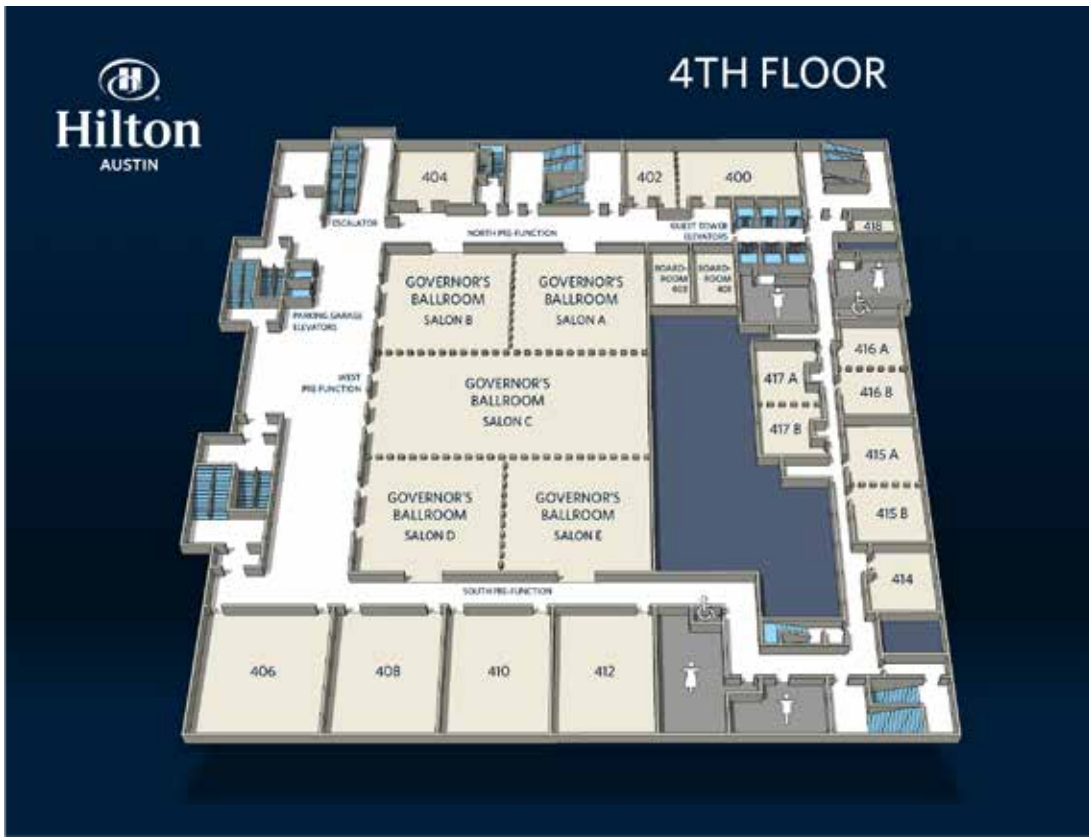 4TH FLOOR
H
Hilton
AUSTIN
404
402
400
ESCALATOR
NORTH PRE-FUNCTION
GUEST TOWER
ELEVATORS
418
GOVERNOR'S
BALLROOM
SALON B
GOVERNOR'S
BALLROOM
SALON A
BOARD-
ROOM
BOARD-
ROOM
401
PARKING GARAGE
ELEVATORS
WEST
PRE-FUNCTION
GOVERNOR'S
BALLROOM
SALON C
417 A
417 B
416 A
416 B
415 A
415 B
GOVERNOR'S
BALLROOM
SALON D
GOVERNOR'S
BALLROOM
SALON E
414
SOUTH PRE-FUNCTION
406
408
410
412